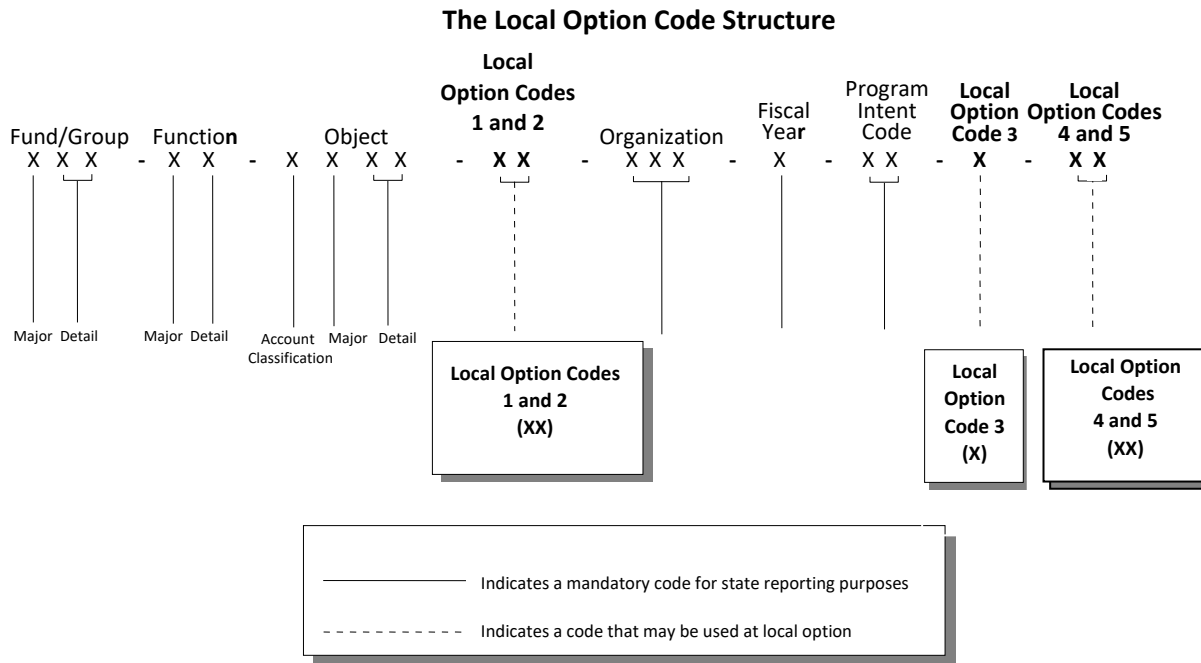 The Local Option Code Structure
Local
Option Codes
1 and 2
Fund/Group
Function
Object
Organization
Fiscal
Year
Program
Intent
Code
Local
Option
Code 3
Local
Option Codes
4 and 5
X X X - X X - X X X X - X X - X X X - X - X X - X - X X
Major Detail Major Detail Account Classification Major Detail
Local Option Codes
1 and 2
(XX)
Local
Option
Code 3
(X)
Local Option
Codes
4 and 5
(XX)
Indicates a mandatory code for state reporting purposes
Indicates a code that may be used at local option